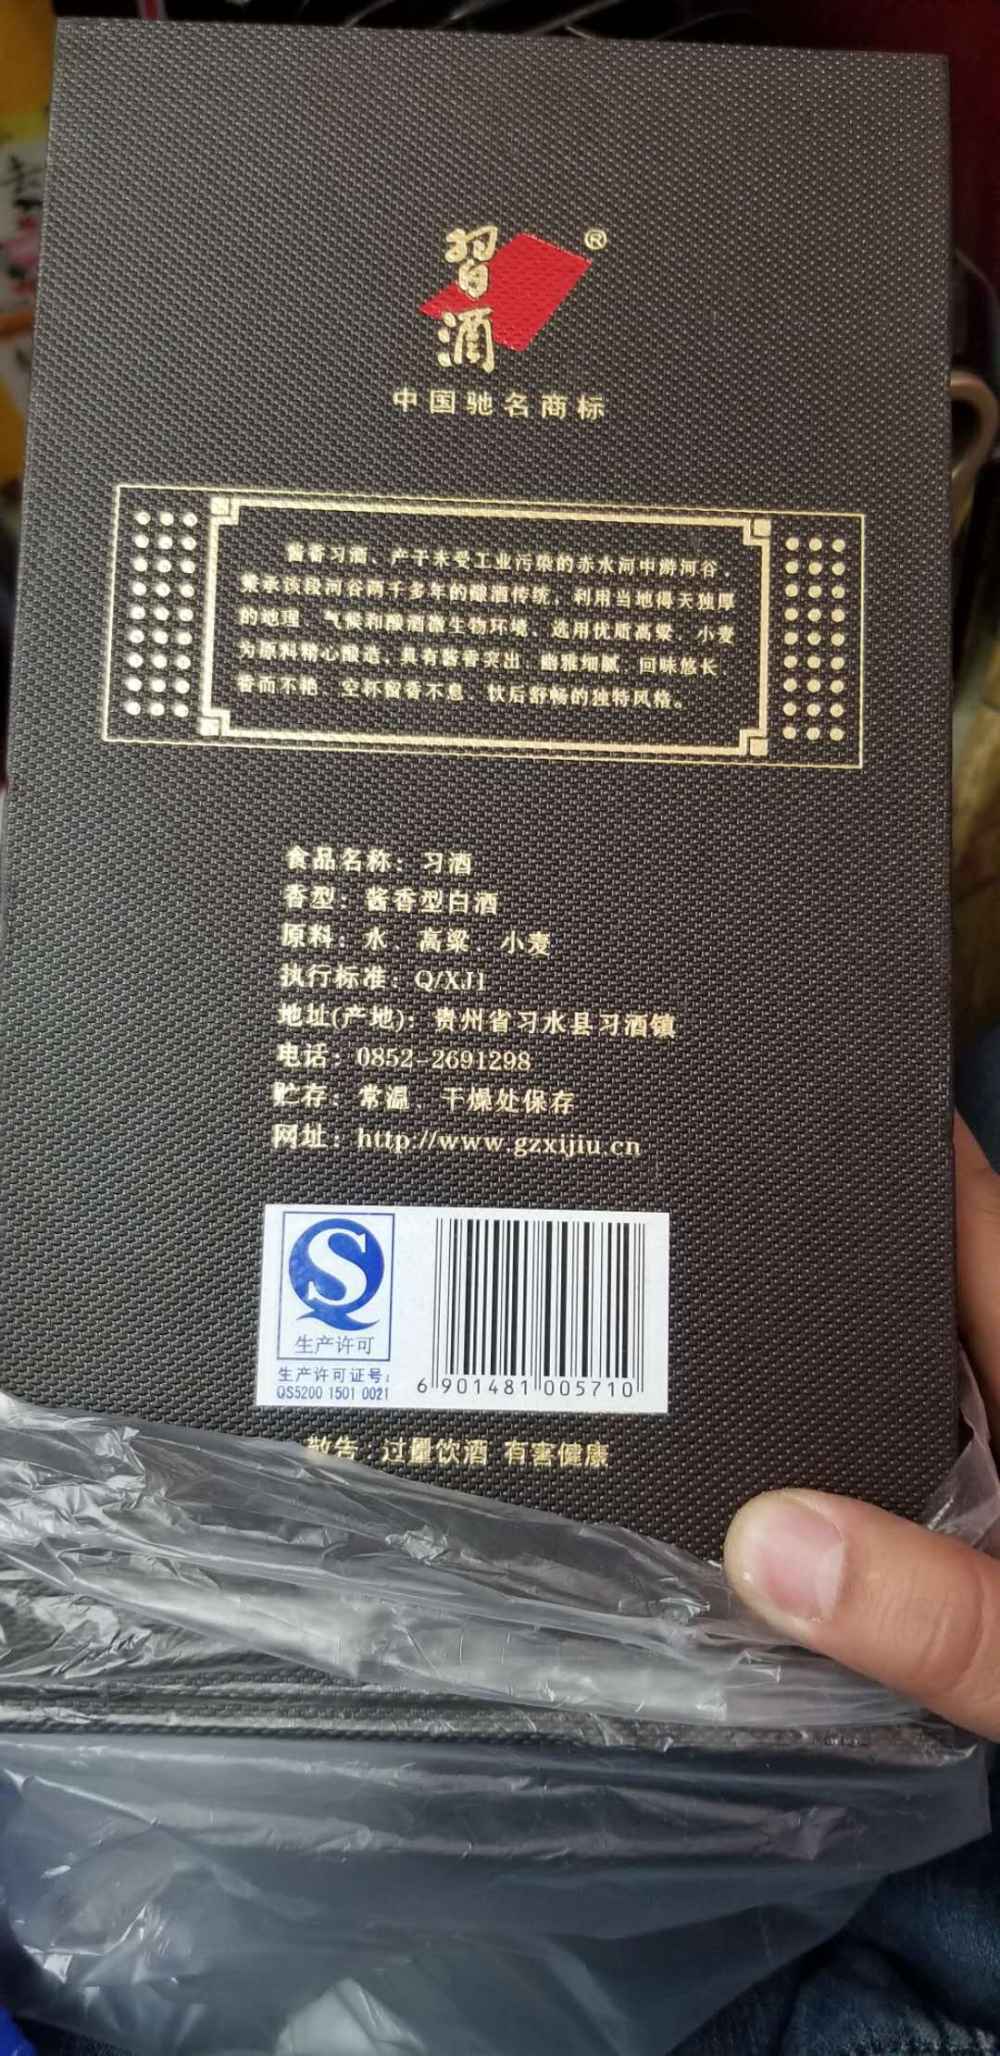 習酒®
中国驰名商标
酱香习酒、产于未受工业污染的赤水河中游河谷，
秉承该段河谷两千多年的酿酒传统，利用当地得天独厚
的地理、气候和酿酒微生物环境、选用优质高粱、小麦
为原料精心酿造，具有酱香突出、幽雅细腻、回味悠长、
香而不艳、空杯留香不息、饮后舒畅的独特风格。
食品名称：习酒
香型：酱香型白酒
原料：水、高粱、小麦
执行标准：Q/XJ1
地址(产地)：贵州省习水县习酒镇
电话：0852-2691298
贮存：常温、干燥处保存
网址：http://www.gzxijiu.cn
生产许可
生产许可证号：
QS5200 1501 0021
6 901481 005710
敬告：过量饮酒 有害健康